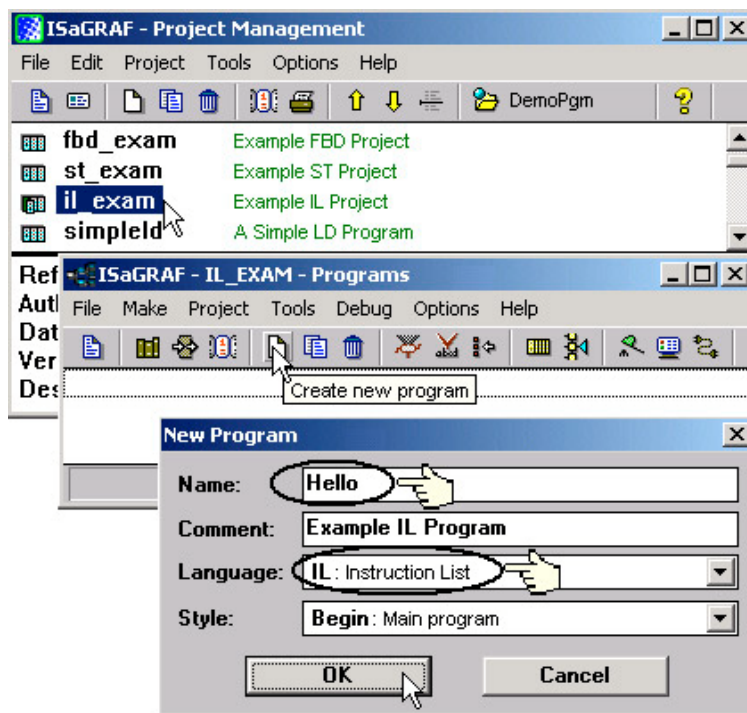 ISaGRAF - Project Management
File Edit Project Tools Options Help
DemoPgm
fbd_exam Example FBD Project
st_exam Example ST Project
il_exam Example IL Project
simpleld A Simple LD Program
Ref
ISaGRAF - IL_EXAM - Programs
Aut
File Make Project Tools Debug Options Help
Dat
Ver
Des
Create new program
New Program
Name: Hello
Comment: Example IL Program
Language: IL : Instruction List
Style: Begin : Main program
OK Cancel